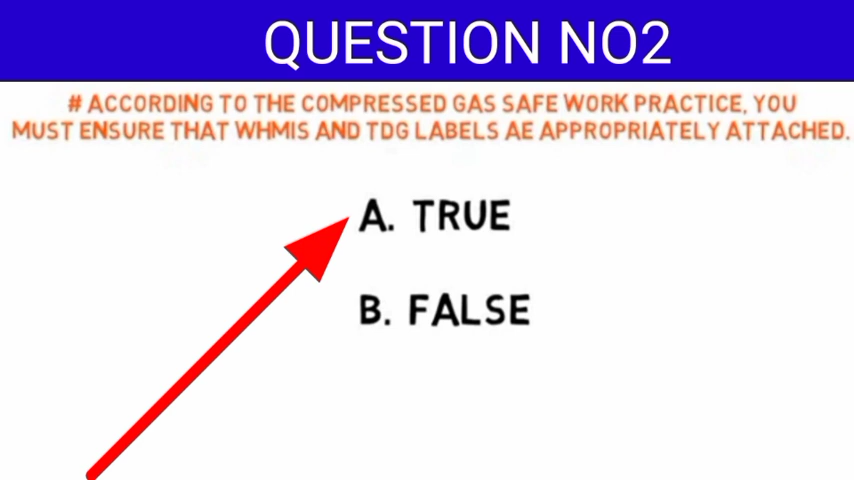 QUESTION NO2
# ACCORDING TO THE COMPRESSED GAS SAFE WORK PRACTICE, YOU
MUST ENSURE THAT WHMIS AND TDG LABELS AE APPROPRIATELY ATTACHED.
A. TRUE
B. FALSE